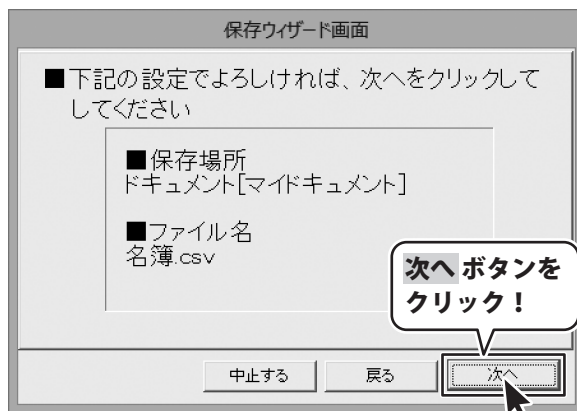 保存ウィザード画面
■下記の設定でよろしければ、次へをクリックして
してください
■保存場所
ドキュメント[マイドキュメント]
■ファイル名
名簿.csv
次へ ボタンを
クリック！
中止する
戻る
次へ